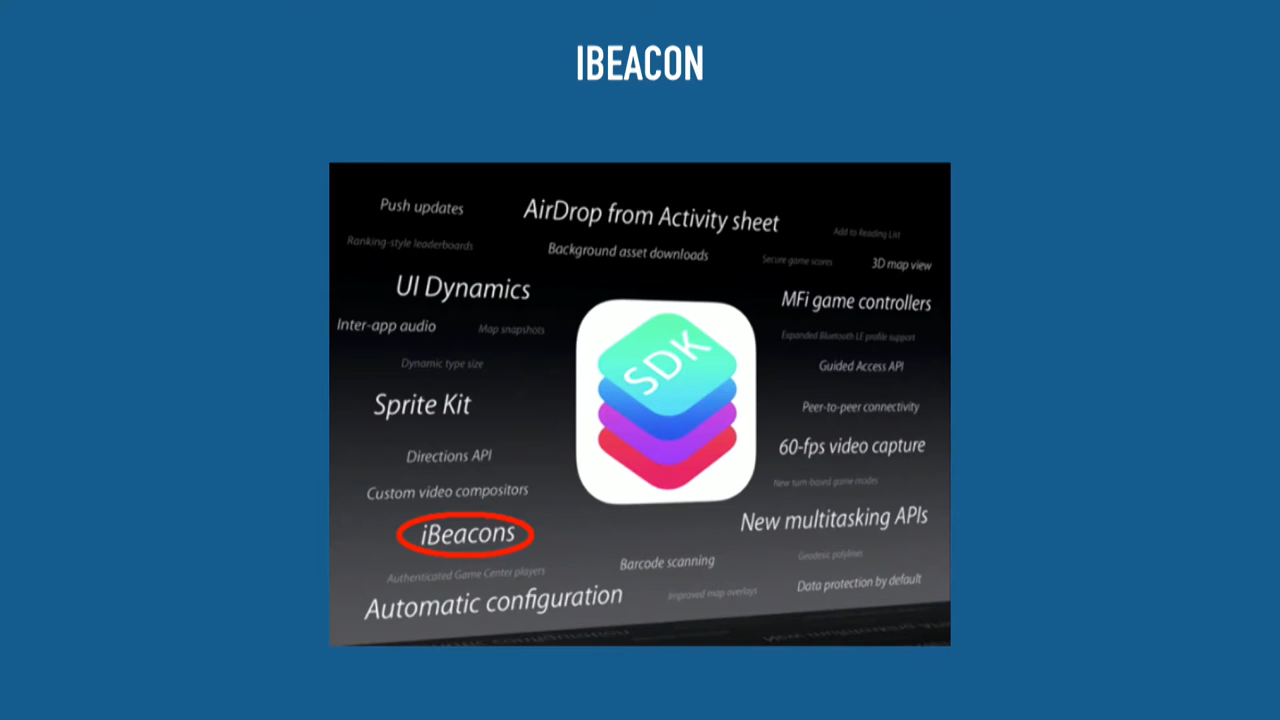 IBEACON
Push updates
AirDrop from Activity sheet
Add to Reading List
Ranking-style leaderboards
Background asset downloads
Secure game scores
3D map view
UI Dynamics
MFi game controllers
Inter-app audio
Map snapshots
Expanded Bluetooth LE profile support
SDK
Dynamic type size
Guided Access API
Sprite Kit
Peer-to-peer connectivity
Directions API
60-fps video capture
Custom video compositors
New turn-based game modes
iBeacons
New multitasking APIs
Barcode scanning
Geodesic polylines
Authenticated Game Center players
Data protection by default
Automatic configuration
Improved map overlays